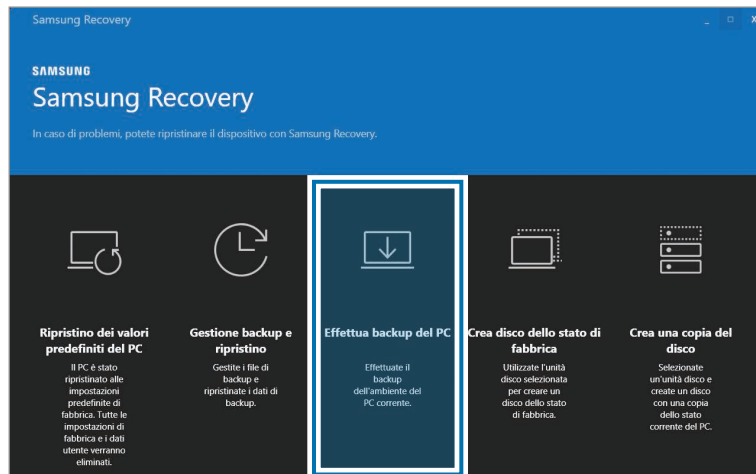 Samsung Recovery
SAMSUNG
Samsung Recovery
In caso di problemi, potete ripristinare il dispositivo con Samsung Recovery.
Ripristino dei valori
predefiniti del PC
Il PC è stato
ripristinato alle
impostazioni
predefinite di
fabbrica. Tutte le
impostazioni di
fabbrica e i dati
utente verranno
eliminati.
Gestione backup e
ripristino
Gestite i file di
backup e
ripristinate i dati di
backup.
Effettua backup del PC
Effettuate il
backup
dell'ambiente del
PC corrente.
Crea disco dello stato di
fabbrica
Utilizzate l'unità
disco selezionata
per creare un
disco dello stato
di fabbrica.
Crea una copia del
disco
Selezionate
un'unità disco e
create un disco
con una copia
dello stato
corrente del PC.